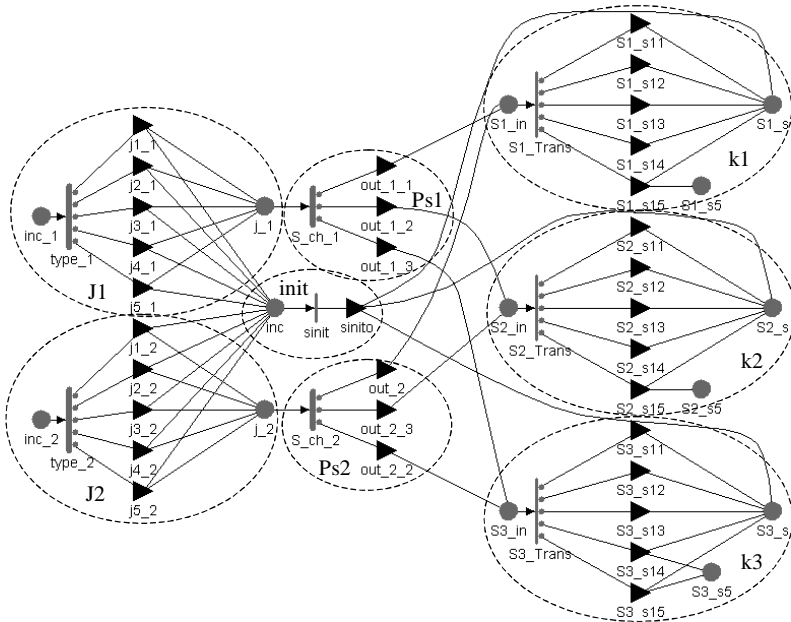 S1_s11
S1_s12
S1_in
S1_s13
S1_s
S1_Trans
S1_s14
k1
S1_s15
S1_s5
j1_1
j2_1
j3_1
j4_1
j5_1
inc_1
type_1
j_1
J1
S_ch_1
out_1_1
Ps1
out_1_2
out_1_3
init
inc
sinit
sinito
S2_s11
S2_s12
S2_in
S2_s13
S2_s
S2_Trans
S2_s14
k2
S2_s15
S2_s5
j1_2
j2_2
j3_2
j4_2
j5_2
inc_2
type_2
j_2
J2
S_ch_2
out_2
out_2_3
out_2_2
Ps2
S3_s11
S3_s12
S3_in
S3_s13
S3_s
S3_Trans
S3_s14
k3
S3_s5
S3_s15